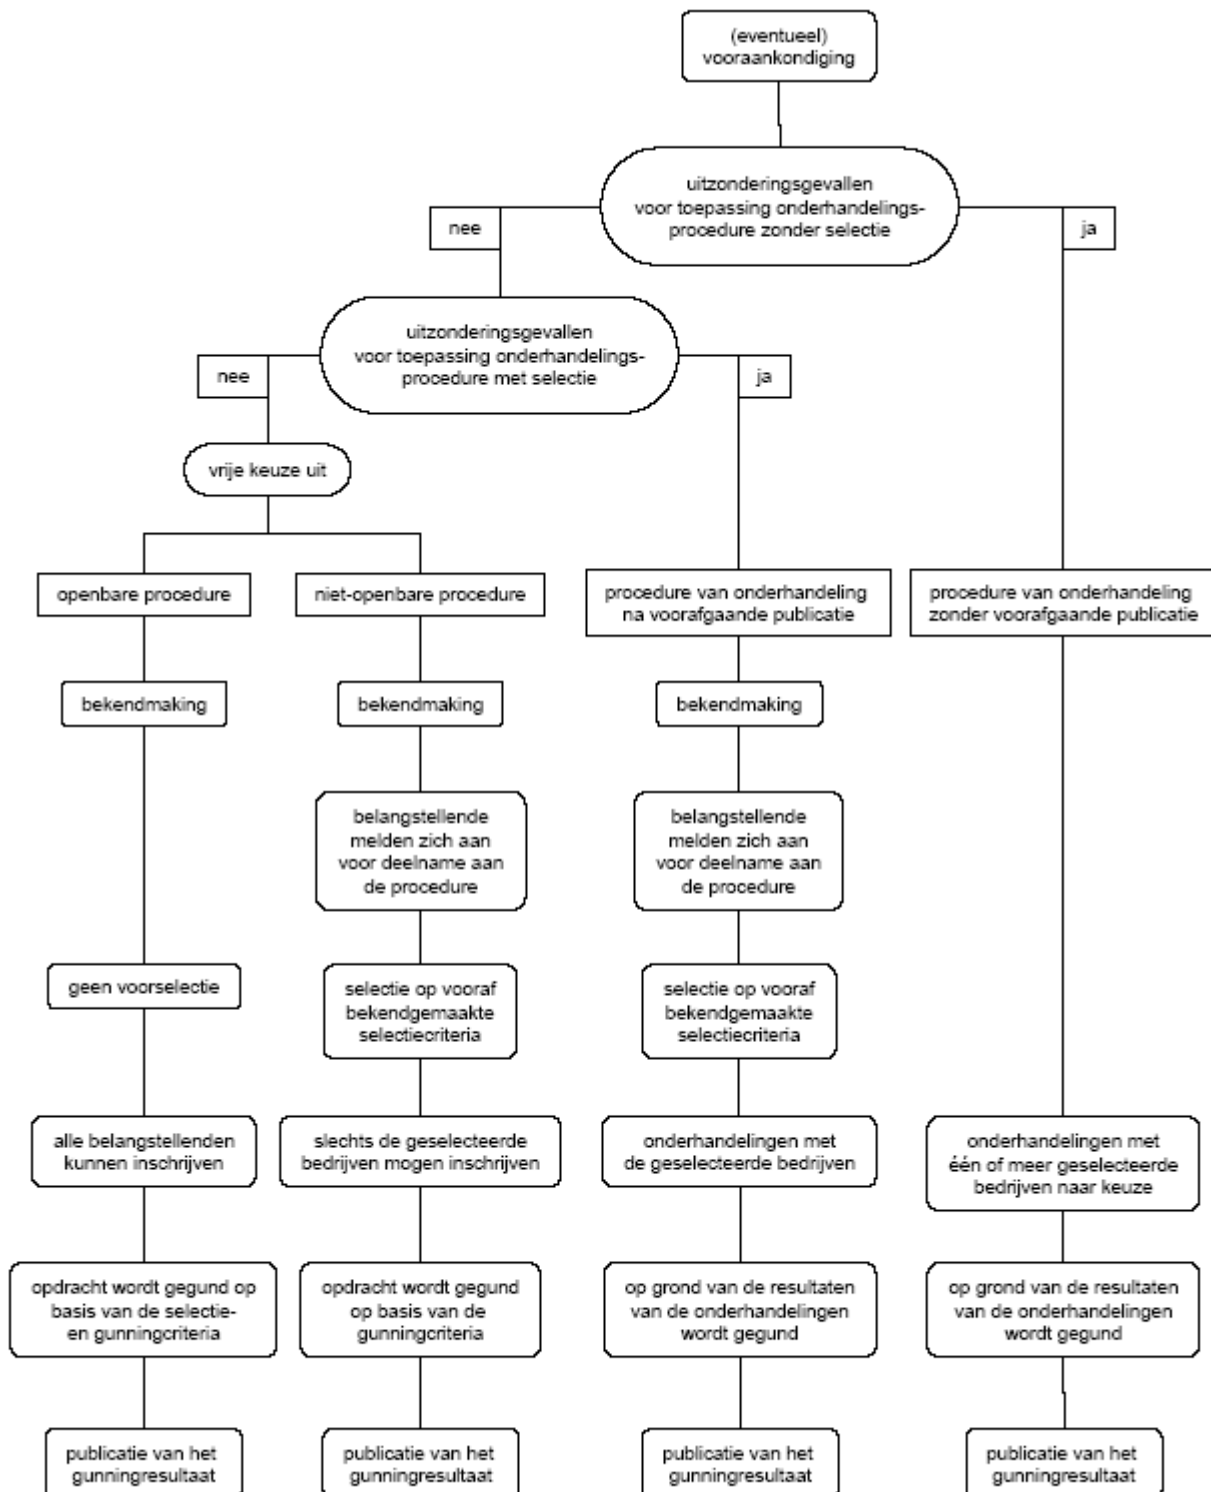 (eventueel)
vooraankondiging
uitzonderingsgevallen
voor toepassing onderhandelings-
procedure zonder selectie
nee
ja
uitzonderingsgevallen
voor toepassing onderhandelings-
procedure met selectie
nee
ja
vrije keuze uit
openbare procedure
niet-openbare procedure
procedure van onderhandeling
na voorafgaande publicatie
procedure van onderhandeling
zonder voorafgaande publicatie
bekendmaking
bekendmaking
bekendmaking
belangstellende
melden zich aan
voor deelname aan
de procedure
belangstellende
melden zich aan
voor deelname aan
de procedure
geen voorselectie
selectie op vooraf
bekendgemaakte
selectiecriteria
selectie op vooraf
bekendgemaakte
selectiecriteria
alle belangstellenden
kunnen inschrijven
slechts de geselecteerde
bedrijven mogen inschrijven
onderhandelingen met
de geselecteerde bedrijven
onderhandelingen met
één of meer geselecteerde
bedrijven naar keuze
opdracht wordt gegund op
basis van de selectie-
en gunningcriteria
opdracht wordt gegund
op basis van de
gunningcriteria
op grond van de resultaten
van de onderhandelingen
wordt gegund
op grond van de resultaten
van de onderhandelingen
wordt gegund
publicatie van het
gunningresultaat
publicatie van het
gunningresultaat
publicatie van het
gunningresultaat
publicatie van het
gunningresultaat